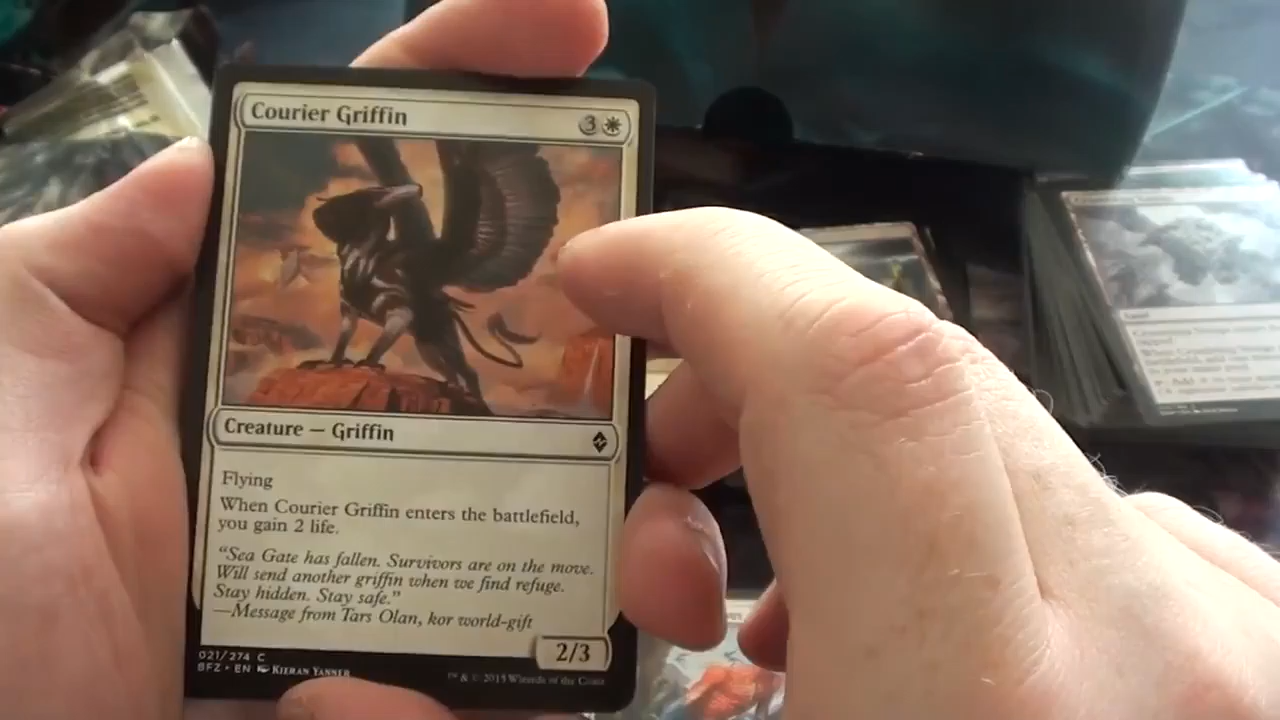 Courier Griffin 3
Creature — Griffin
Flying
When Courier Griffin enters the battlefield,
you gain 2 life.
“Sea Gate has fallen. Survivors are on the move.
Will send another griffin when we find refuge.
Stay hidden. Stay safe.”
—Message from Tars Olan, kor world-gift
2/3
021/274 C
BFZ • EN KIERAN YANNER
™ & © 2015 Wizards of the Coast